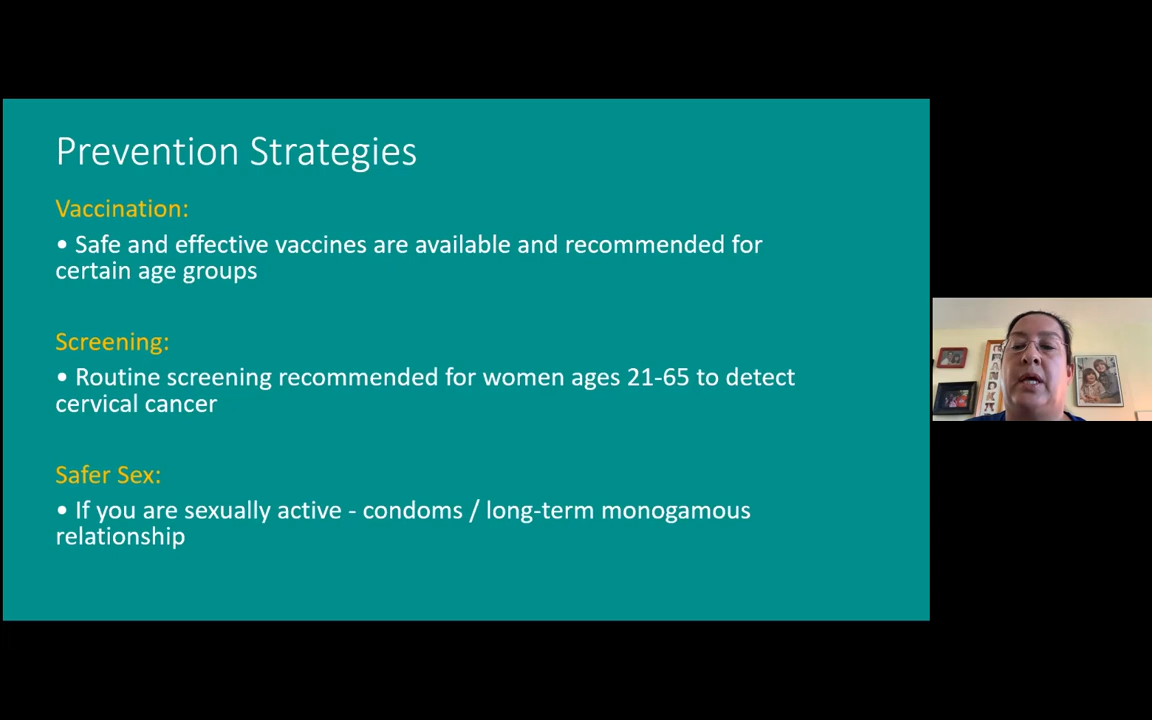 Prevention Strategies
Vaccination:
• Safe and effective vaccines are available and recommended for
certain age groups
Screening:
• Routine screening recommended for women ages 21-65 to detect
cervical cancer
Safer Sex:
• If you are sexually active - condoms / long-term monogamous
relationship